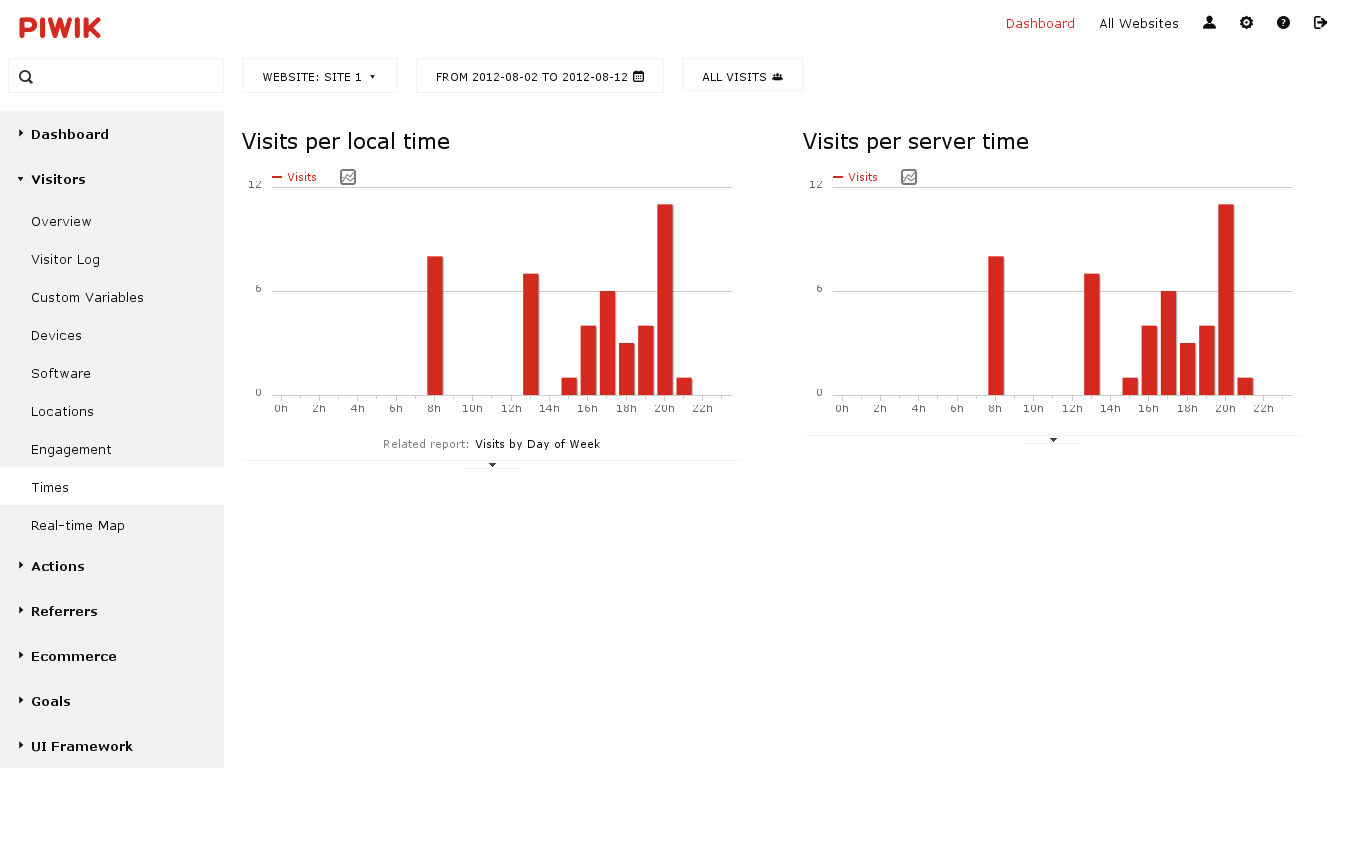 PIWIK
Dashboard
All Websites
WEBSITE: SITE 1
FROM 2012-08-02 TO 2012-08-12
ALL VISITS
Dashboard
Visitors
Overview
Visitor Log
Custom Variables
Devices
Software
Locations
Engagement
Times
Real-time Map
Actions
Referrers
Ecommerce
Goals
UI Framework
Visits per local time
Visits
12
6
0
0h 2h 4h 6h 8h 10h 12h 14h 16h 18h 20h 22h
Related report: Visits by Day of Week
Visits per server time
Visits
12
6
0
0h 2h 4h 6h 8h 10h 12h 14h 16h 18h 20h 22h